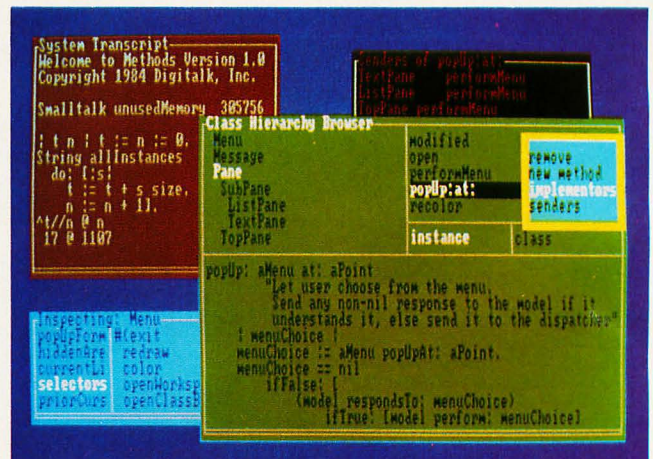 System Transcript
Welcome to Methods Version 1.0
Copyright 1984 Digitalk, Inc.
Smalltalk unusedMemory 305756
! t n ! t := n := 0.
String allInstances
do: [:s!
t := t + s size.
n := n + 1].
^t//n @ n
17 @ 1107
Senders of popUp:at:
TextPane performMenu
ListPane performMenu
TopPane performMenu
Class Hierarchy Browser
Menu
Message
Pane
SubPane
ListPane
TextPane
TopPane
modified
open
performMenu
popUp:at:
recolor
instance
class
remove
new method
implementors
senders
popUp: aMenu at: aPoint
"Let user choose from the menu.
Send any non-nil response to the model if it
understands it, else send it to the dispatcher"
! menuChoice !
menuChoice := aMenu popUpAt: aPoint.
menuChoice == nil
ifFalse: [
(model respondsTo: menuChoice)
ifTrue: [model perform: menuChoice]
Inspecting: Menu
popUpForm
hiddenAre
currentLi
selectors
priorCurs
#(exit
redraw
color
openWorksp
openClassB